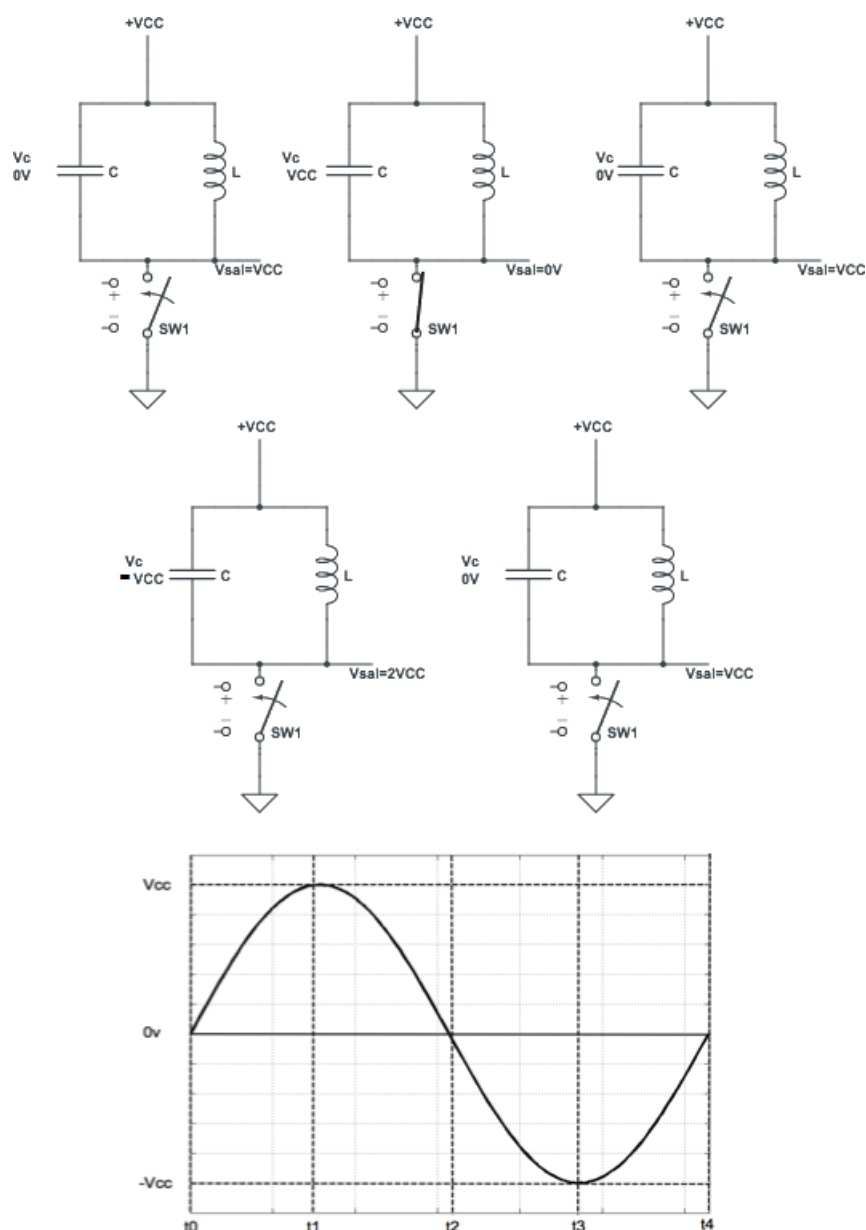 +VCC
+VCC
+VCC
Vc
0V
C
L
Vc
VCC
C
L
Vc
0V
C
L
Vsal=VCC
Vsal=0V
Vsal=VCC
+
−
SW1
+
−
SW1
+
−
SW1
+VCC
+VCC
Vc
- VCC
C
L
Vc
0V
C
L
Vsal=2VCC
Vsal=VCC
+
−
SW1
+
−
SW1
Vcc
0v
-Vcc
t0
t1
t2
t3
t4